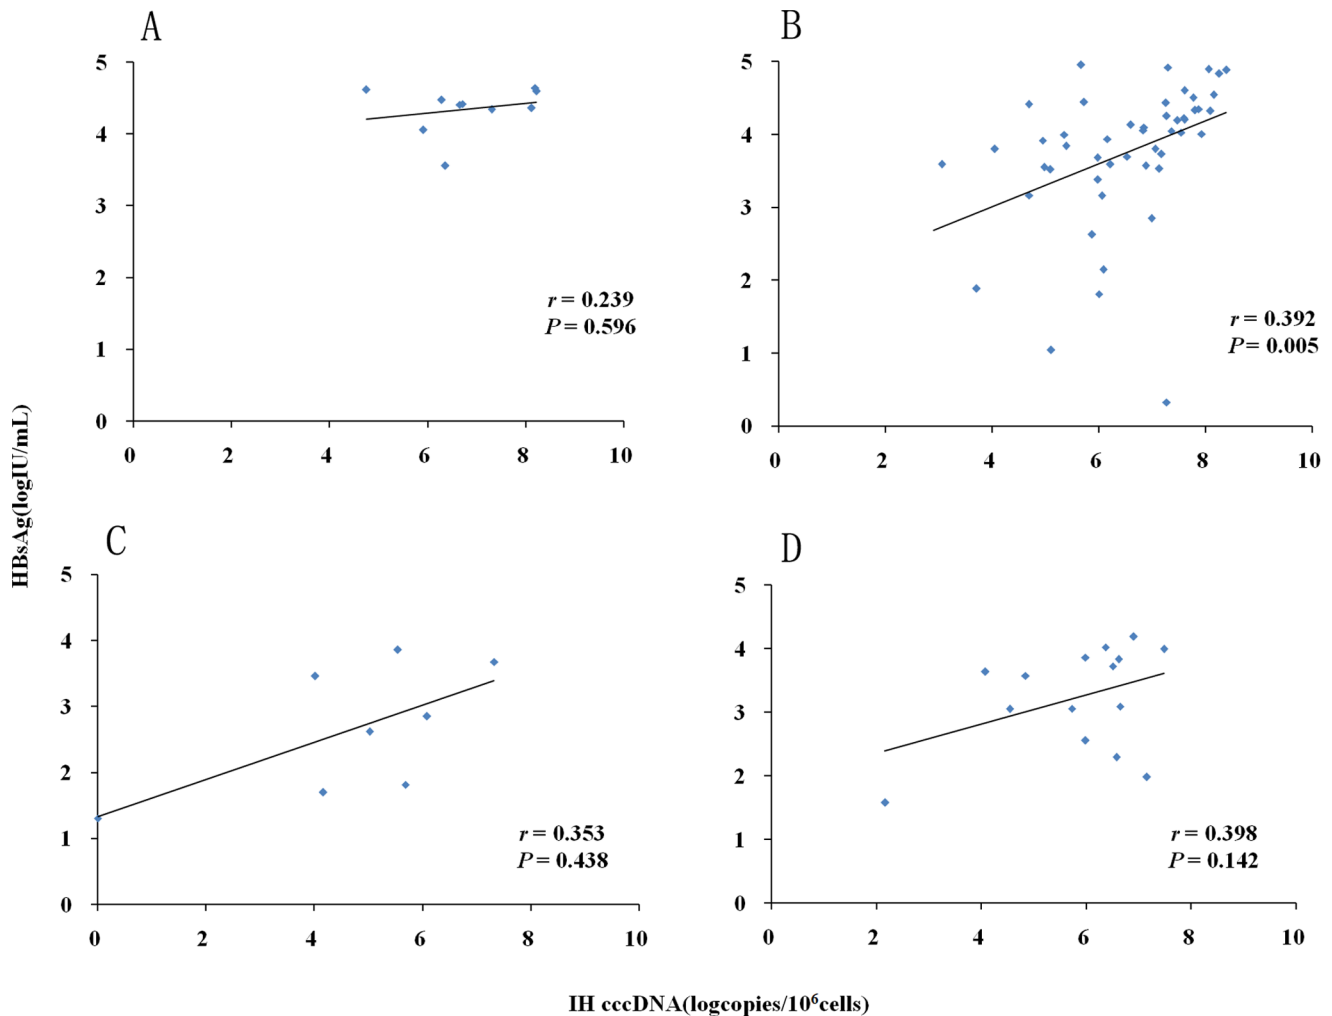 A
5
4
3
2
1
0
0 2 4 6 8 10
r = 0.239
P = 0.596
B
5
4
3
2
1
0
0 2 4 6 8 10
r = 0.392
P = 0.005
HBsAg(logIU/mL)
C
5
4
3
2
1
0
0 2 4 6 8 10
r = 0.353
P = 0.438
D
5
4
3
2
1
0
0 2 4 6 8 10
r = 0.398
P = 0.142
IH cccDNA(logcopies/10⁶cells)